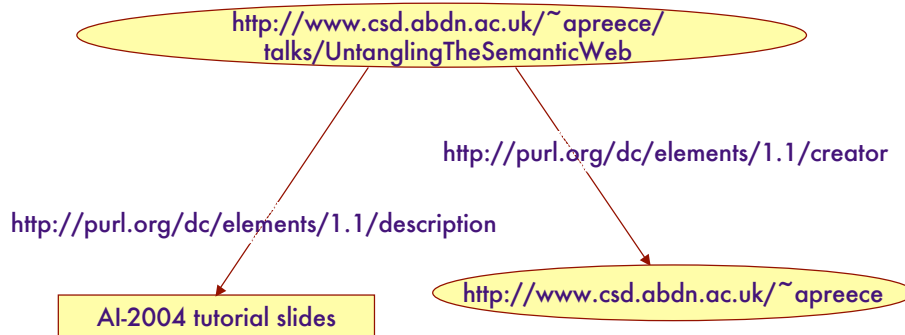 http://www.csd.abdn.ac.uk/~apreece/
talks/UntanglingTheSemanticWeb
http://purl.org/dc/elements/1.1/creator
http://purl.org/dc/elements/1.1/description
http://www.csd.abdn.ac.uk/~apreece
AI-2004 tutorial slides